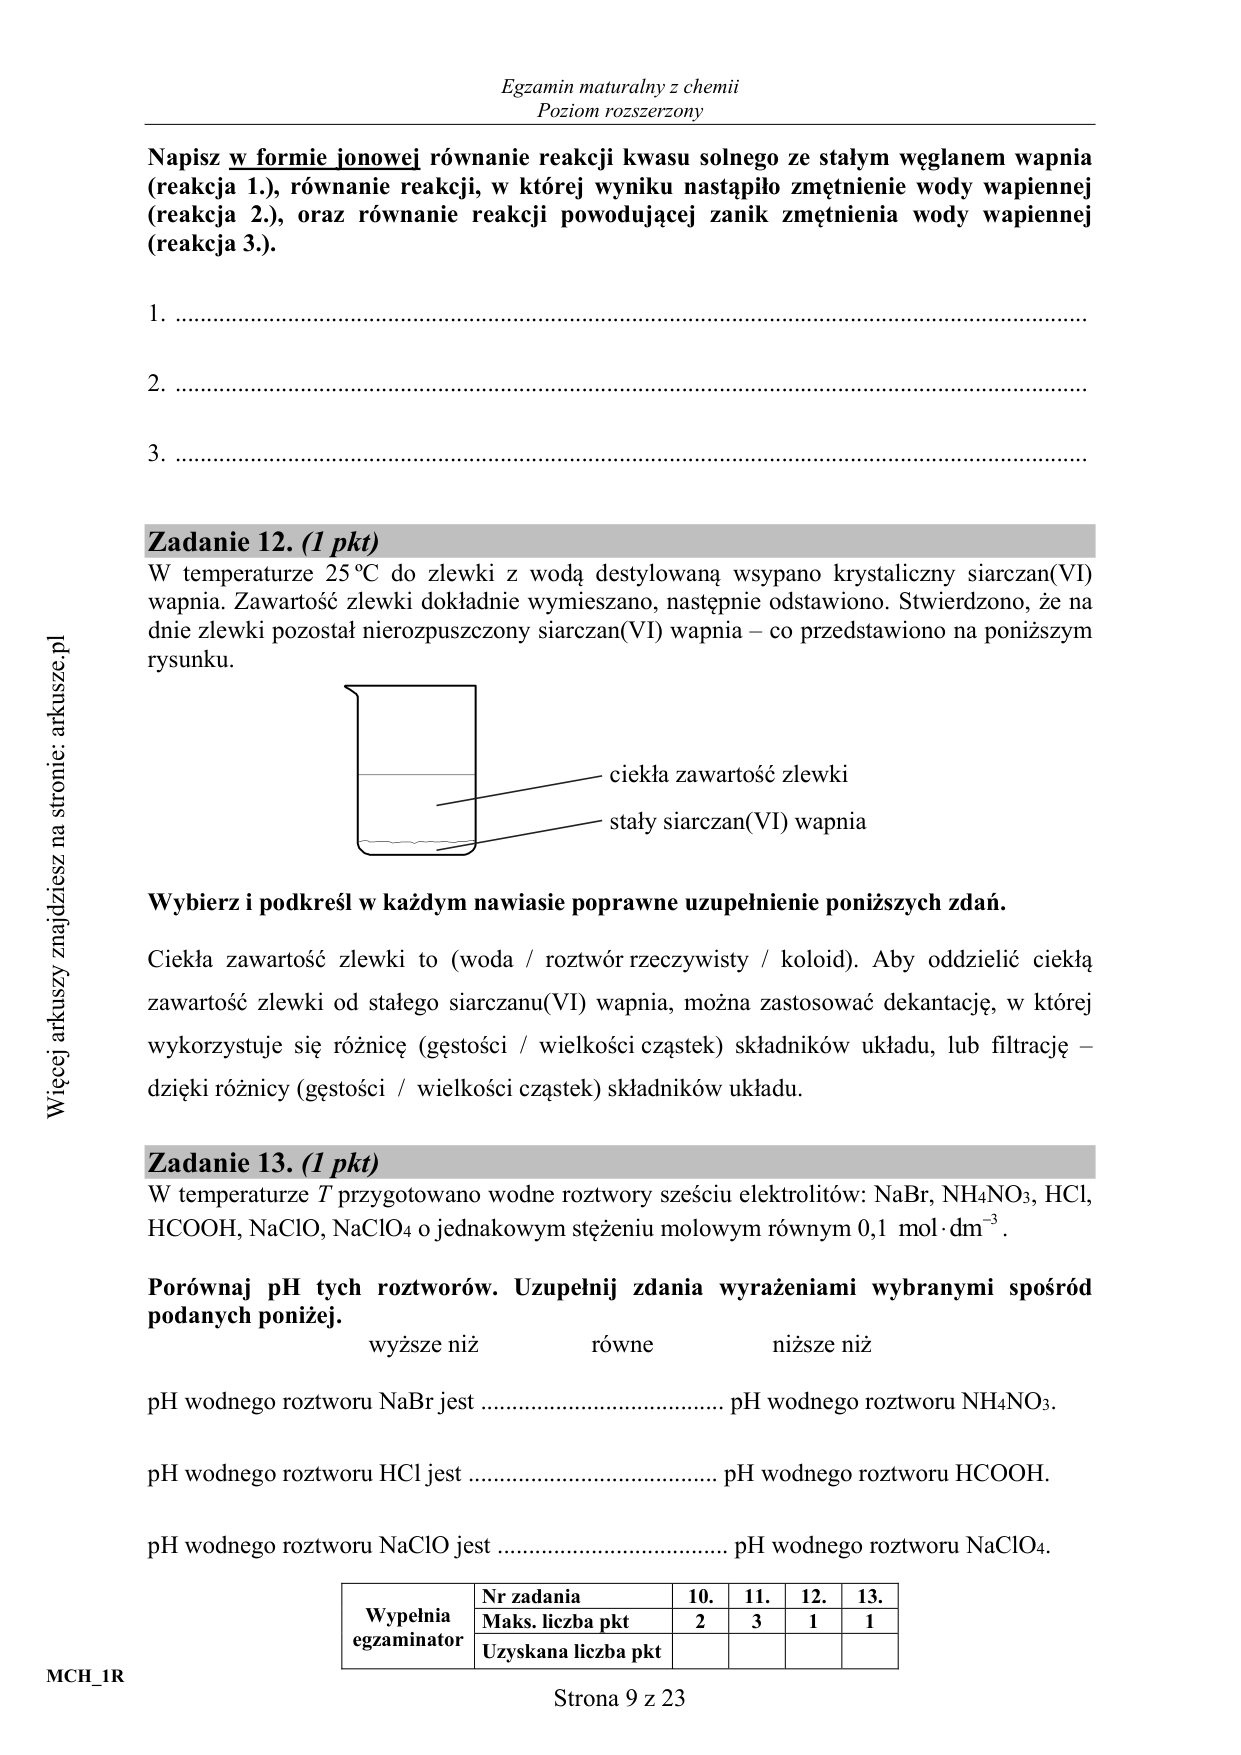 Egzamin maturalny z chemii
Poziom rozszerzony
Napisz w formie jonowej równanie reakcji kwasu solnego ze stałym węglanem wapnia
(reakcja 1.), równanie reakcji, w której wyniku nastąpiło zmętnienie wody wapiennej
(reakcja 2.), oraz równanie reakcji powodującej zanik zmętnienia wody wapiennej
(reakcja 3.).
1. ..................................................................................................................................................
2. ..................................................................................................................................................
3. ..................................................................................................................................................
Zadanie 12. (1 pkt)
W temperaturze 25 ºC do zlewki z wodą destylowaną wsypano krystaliczny siarczan(VI)
wapnia. Zawartość zlewki dokładnie wymieszano, następnie odstawiono. Stwierdzono, że na
dnie zlewki pozostał nierozpuszczony siarczan(VI) wapnia – co przedstawiono na poniższym
rysunku.
ciekła zawartość zlewki
stały siarczan(VI) wapnia
Wybierz i podkreśl w każdym nawiasie poprawne uzupełnienie poniższych zdań.
Ciekła zawartość zlewki to (woda / roztwór rzeczywisty / koloid). Aby oddzielić ciekłą
zawartość zlewki od stałego siarczanu(VI) wapnia, można zastosować dekantację, w której
wykorzystuje się różnicę (gęstości / wielkości cząstek) składników układu, lub filtrację –
dzięki różnicy (gęstości / wielkości cząstek) składników układu.
Zadanie 13. (1 pkt)
W temperaturze T przygotowano wodne roztwory sześciu elektrolitów: NaBr, NH₄NO₃, HCl,
HCOOH, NaClO, NaClO₄ o jednakowym stężeniu molowym równym 0,1 mol · dm⁻³ .
Porównaj pH tych roztworów. Uzupełnij zdania wyrażeniami wybranymi spośród
podanych poniżej.
wyższe niż równe niższe niż
pH wodnego roztworu NaBr jest ....................................... pH wodnego roztworu NH₄NO₃.
pH wodnego roztworu HCl jest ........................................ pH wodnego roztworu HCOOH.
pH wodnego roztworu NaClO jest ..................................... pH wodnego roztworu NaClO₄.
Wypełnia egzaminator
Nr zadania 10. 11. 12. 13.
Maks. liczba pkt 2 3 1 1
Uzyskana liczba pkt
MCH_1R
Strona 9 z 23
Więcej arkuszy znajdziesz na stronie: arkusze.pl